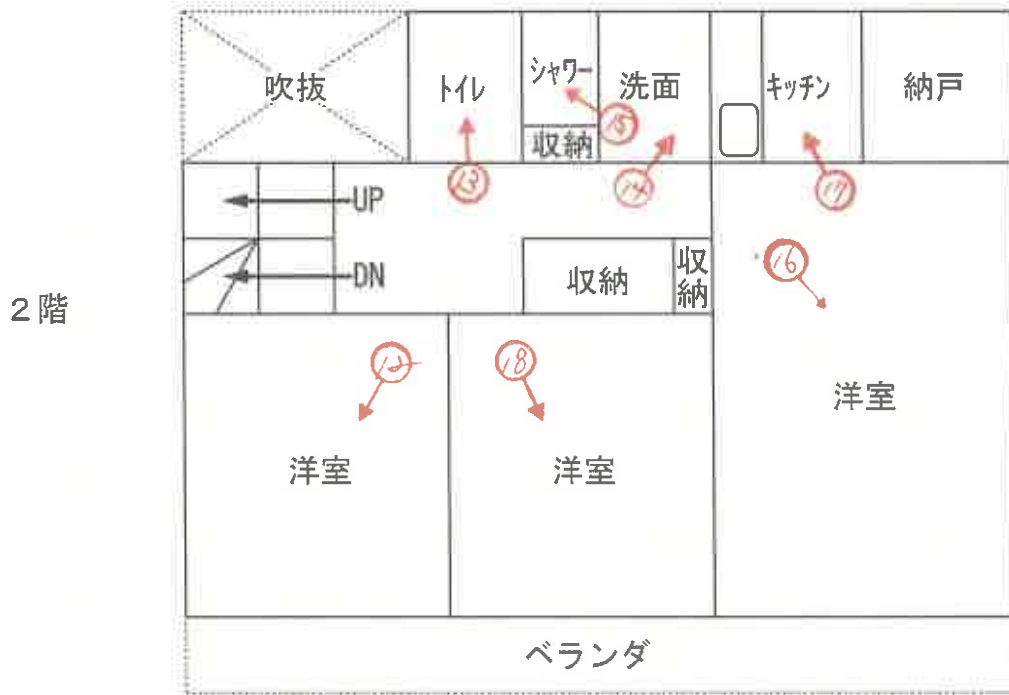 吹抜
トイレ
シャワー
洗面
キッチン
納戸
⑮
収納
⑬
⑭
⑰
UP
DN
収納
収納
⑯
2階
⑫
⑱
洋室
洋室
洋室
ベランダ